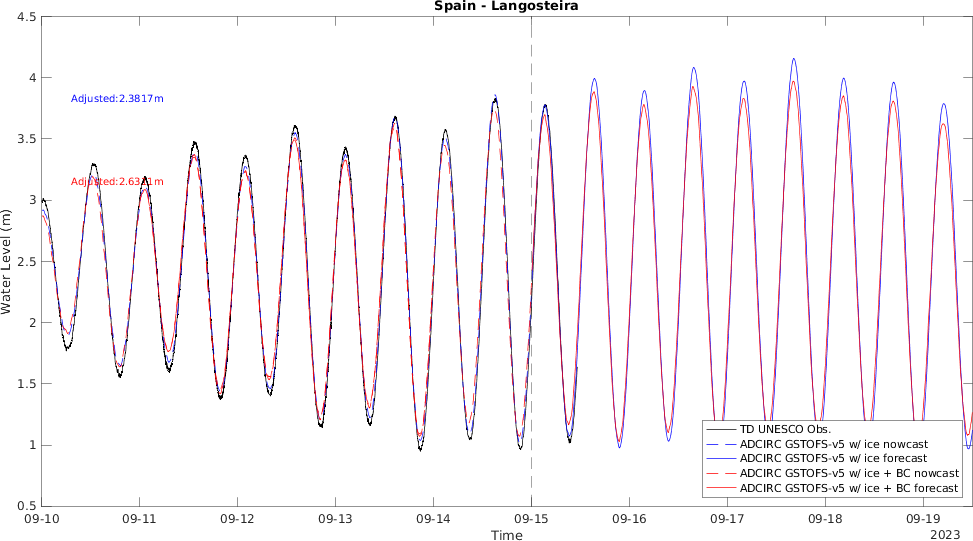 Spain - Langosteira
4.5
4
3.5
3
2.5
2
1.5
1
0.5
Water Level (m)
Adjusted:2.3817m
TD UNESCO Obs.
ADCIRC GSTOFS-v5 w/ ice nowcast
ADCIRC GSTOFS-v5 w/ ice forecast
ADCIRC GSTOFS-v5 w/ ice + BC nowcast
ADCIRC GSTOFS-v5 w/ ice + BC forecast
09-10 09-11 09-12 09-13 09-14 09-15 09-16 09-17 09-18 09-19
Time
2023